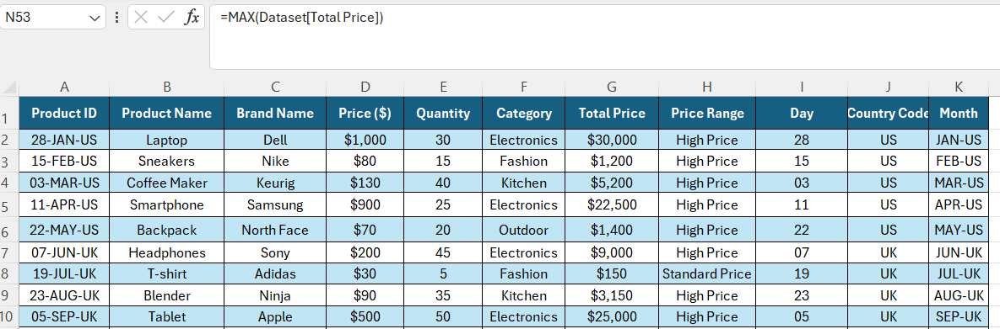 N53 fx =MAX(Dataset[Total Price])
A B C D E F G H I J K
1 Product ID Product Name Brand Name Price ($) Quantity Category Total Price Price Range Day Country Code Month
2 28-JAN-US Laptop Dell $1,000 30 Electronics $30,000 High Price 28 US JAN-US
3 15-FEB-US Sneakers Nike $80 15 Fashion $1,200 High Price 15 US FEB-US
4 03-MAR-US Coffee Maker Keurig $130 40 Kitchen $5,200 High Price 03 US MAR-US
5 11-APR-US Smartphone Samsung $900 25 Electronics $22,500 High Price 11 US APR-US
6 22-MAY-US Backpack North Face $70 20 Outdoor $1,400 High Price 22 US MAY-US
7 07-JUN-UK Headphones Sony $200 45 Electronics $9,000 High Price 07 UK JUN-UK
8 19-JUL-UK T-shirt Adidas $30 5 Fashion $150 Standard Price 19 UK JUL-UK
9 23-AUG-UK Blender Ninja $90 35 Kitchen $3,150 High Price 23 UK AUG-UK
10 05-SEP-UK Tablet Apple $500 50 Electronics $25,000 High Price 05 UK SEP-UK